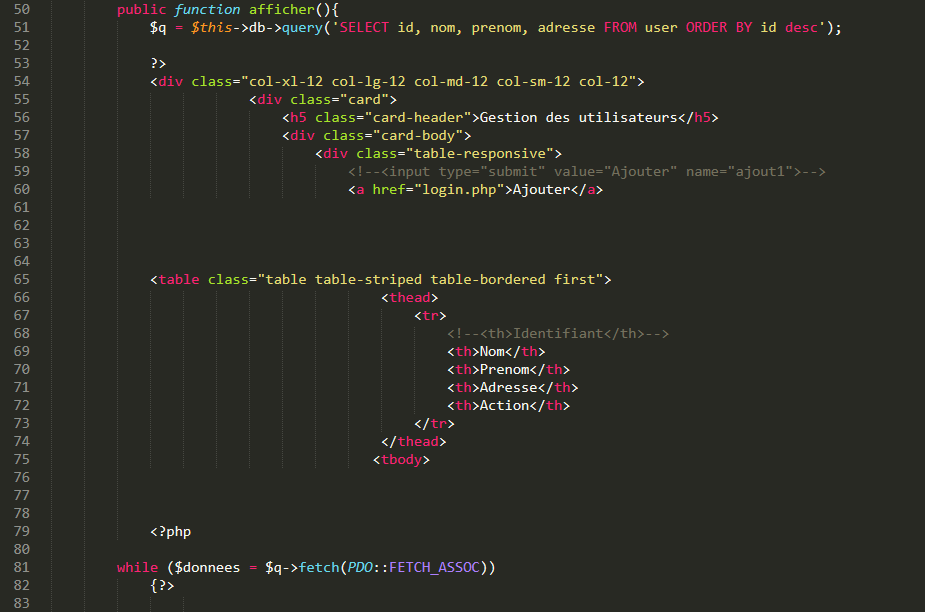 50 public function afficher(){
51 $q = $this->db->query('SELECT id, nom, prenom, adresse FROM user ORDER BY id desc');
52
53 ?>
54 <div class="col-xl-12 col-lg-12 col-md-12 col-sm-12 col-12">
55 <div class="card">
56 <h5 class="card-header">Gestion des utilisateurs</h5>
57 <div class="card-body">
58 <div class="table-responsive">
59 <!--<input type="submit" value="Ajouter" name="ajout1">-->
60 <a href="login.php">Ajouter</a>
61
62
63
64
65 <table class="table table-striped table-bordered first">
66 <thead>
67 <tr>
68 <!--<th>Identifiant</th>-->
69 <th>Nom</th>
70 <th>Prenom</th>
71 <th>Adresse</th>
72 <th>Action</th>
73 </tr>
74 </thead>
75 <tbody>
76
77
78
79 <?php
80
81 while ($donnees = $q->fetch(PDO::FETCH_ASSOC))
82 {?>
83